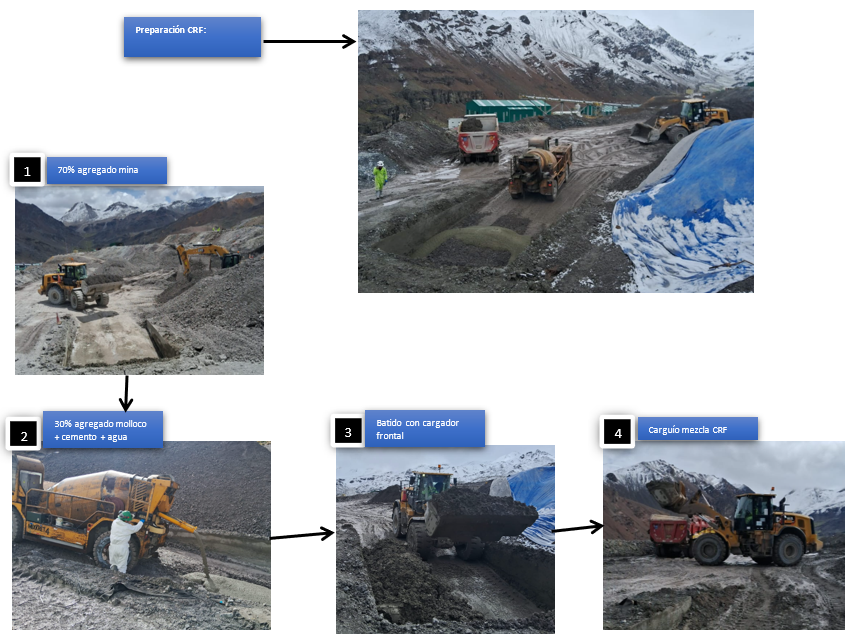 Preparación CRF:
1
70% agregado mina
2
30% agregado molloco
+ cemento + agua
3
Batido con cargador
frontal
4
Carguío mezcla CRF